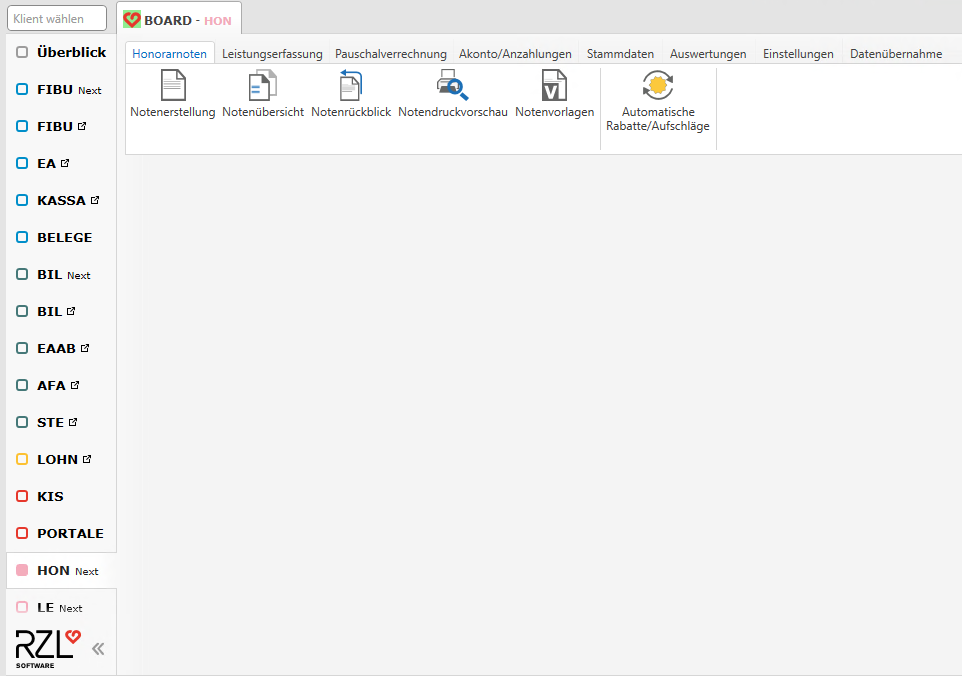 Klient wählen
BOARD - HON
Überblick
FIBU Next
FIBU
EA
KASSA
BELEGE
BIL Next
BIL
EAAB
AFA
STE
LOHN
KIS
PORTALE
HON Next
LE Next
RZL
SOFTWARE
Honorarnoten Leistungserfassung Pauschalverrechnung Akonto/Anzahlungen Stammdaten Auswertungen Einstellungen Datenübernahme
Notenerstellung Notenübersicht Notenrückblick Notendruckvorschau Notenvorlagen Automatische
Rabatte/Aufschläge